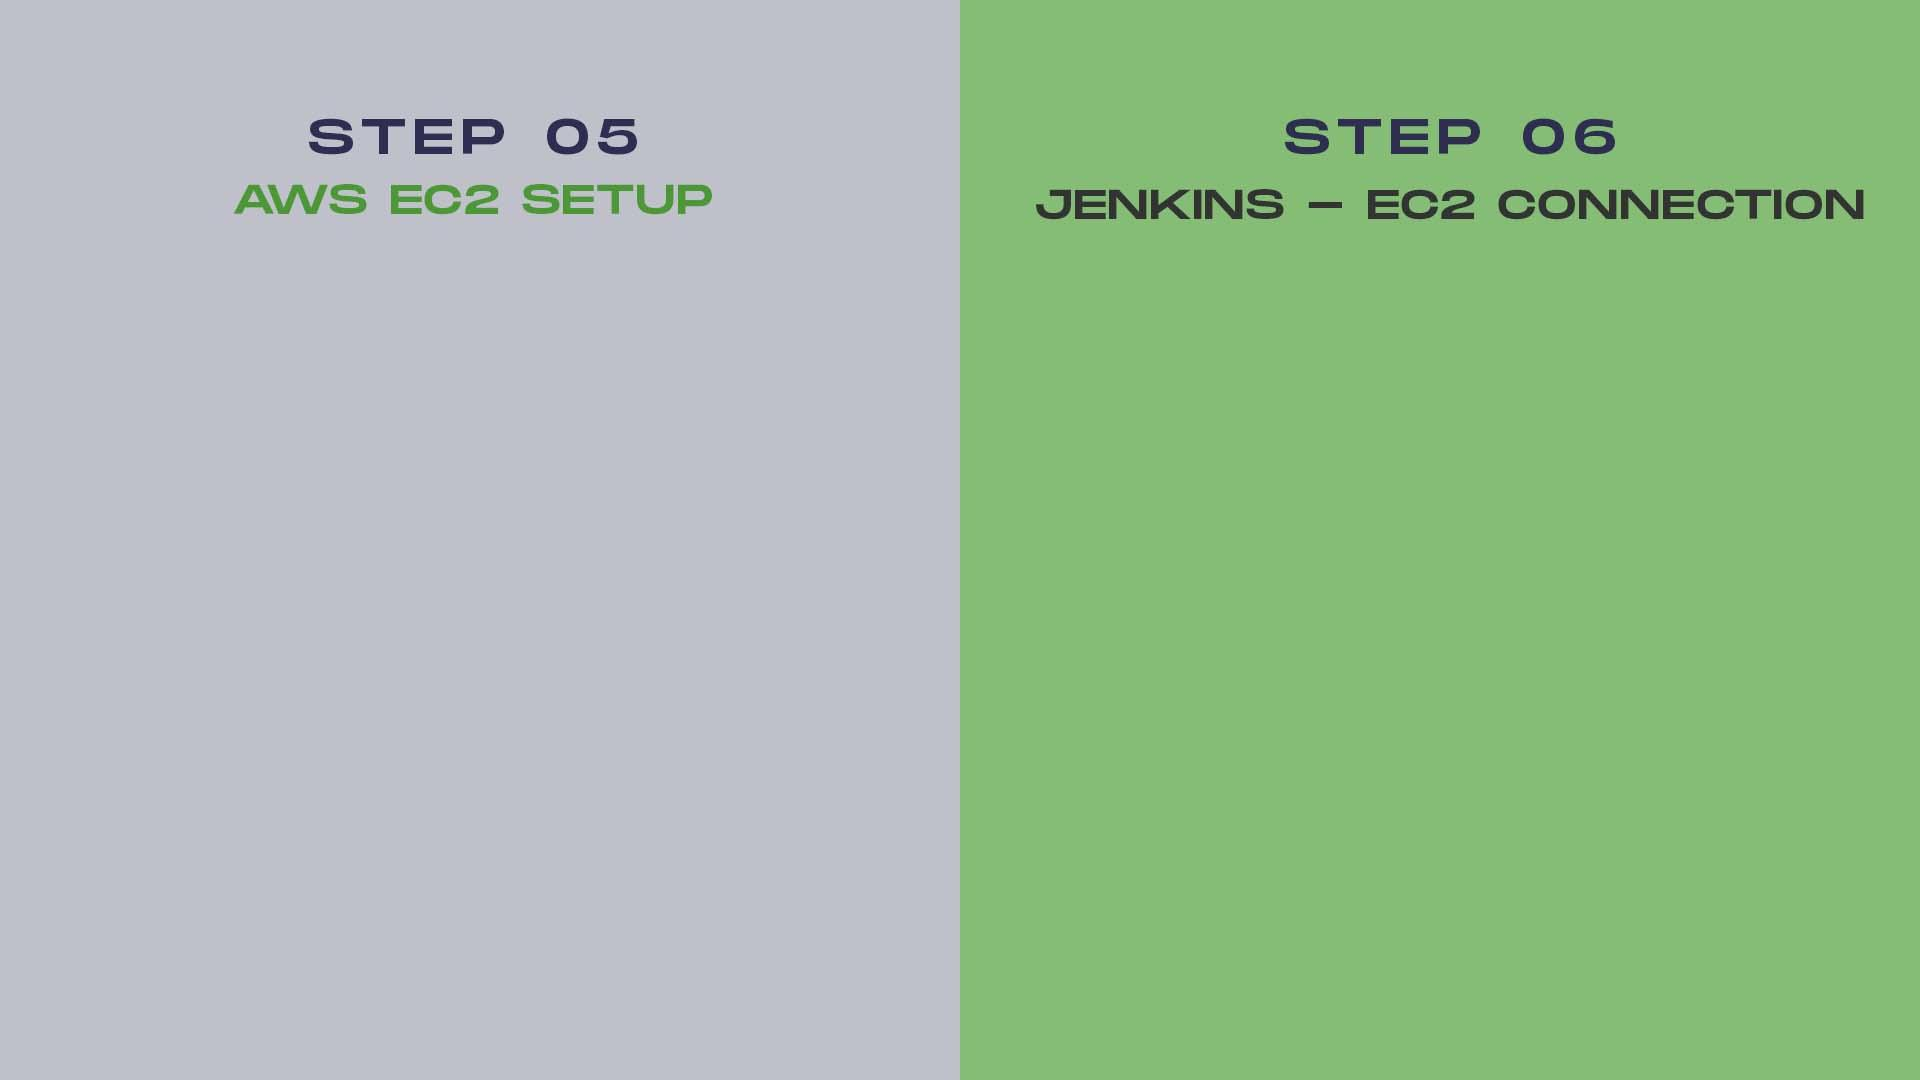 STEP 05
AWS EC2 SETUP
STEP 06
JENKINS – EC2 CONNECTION